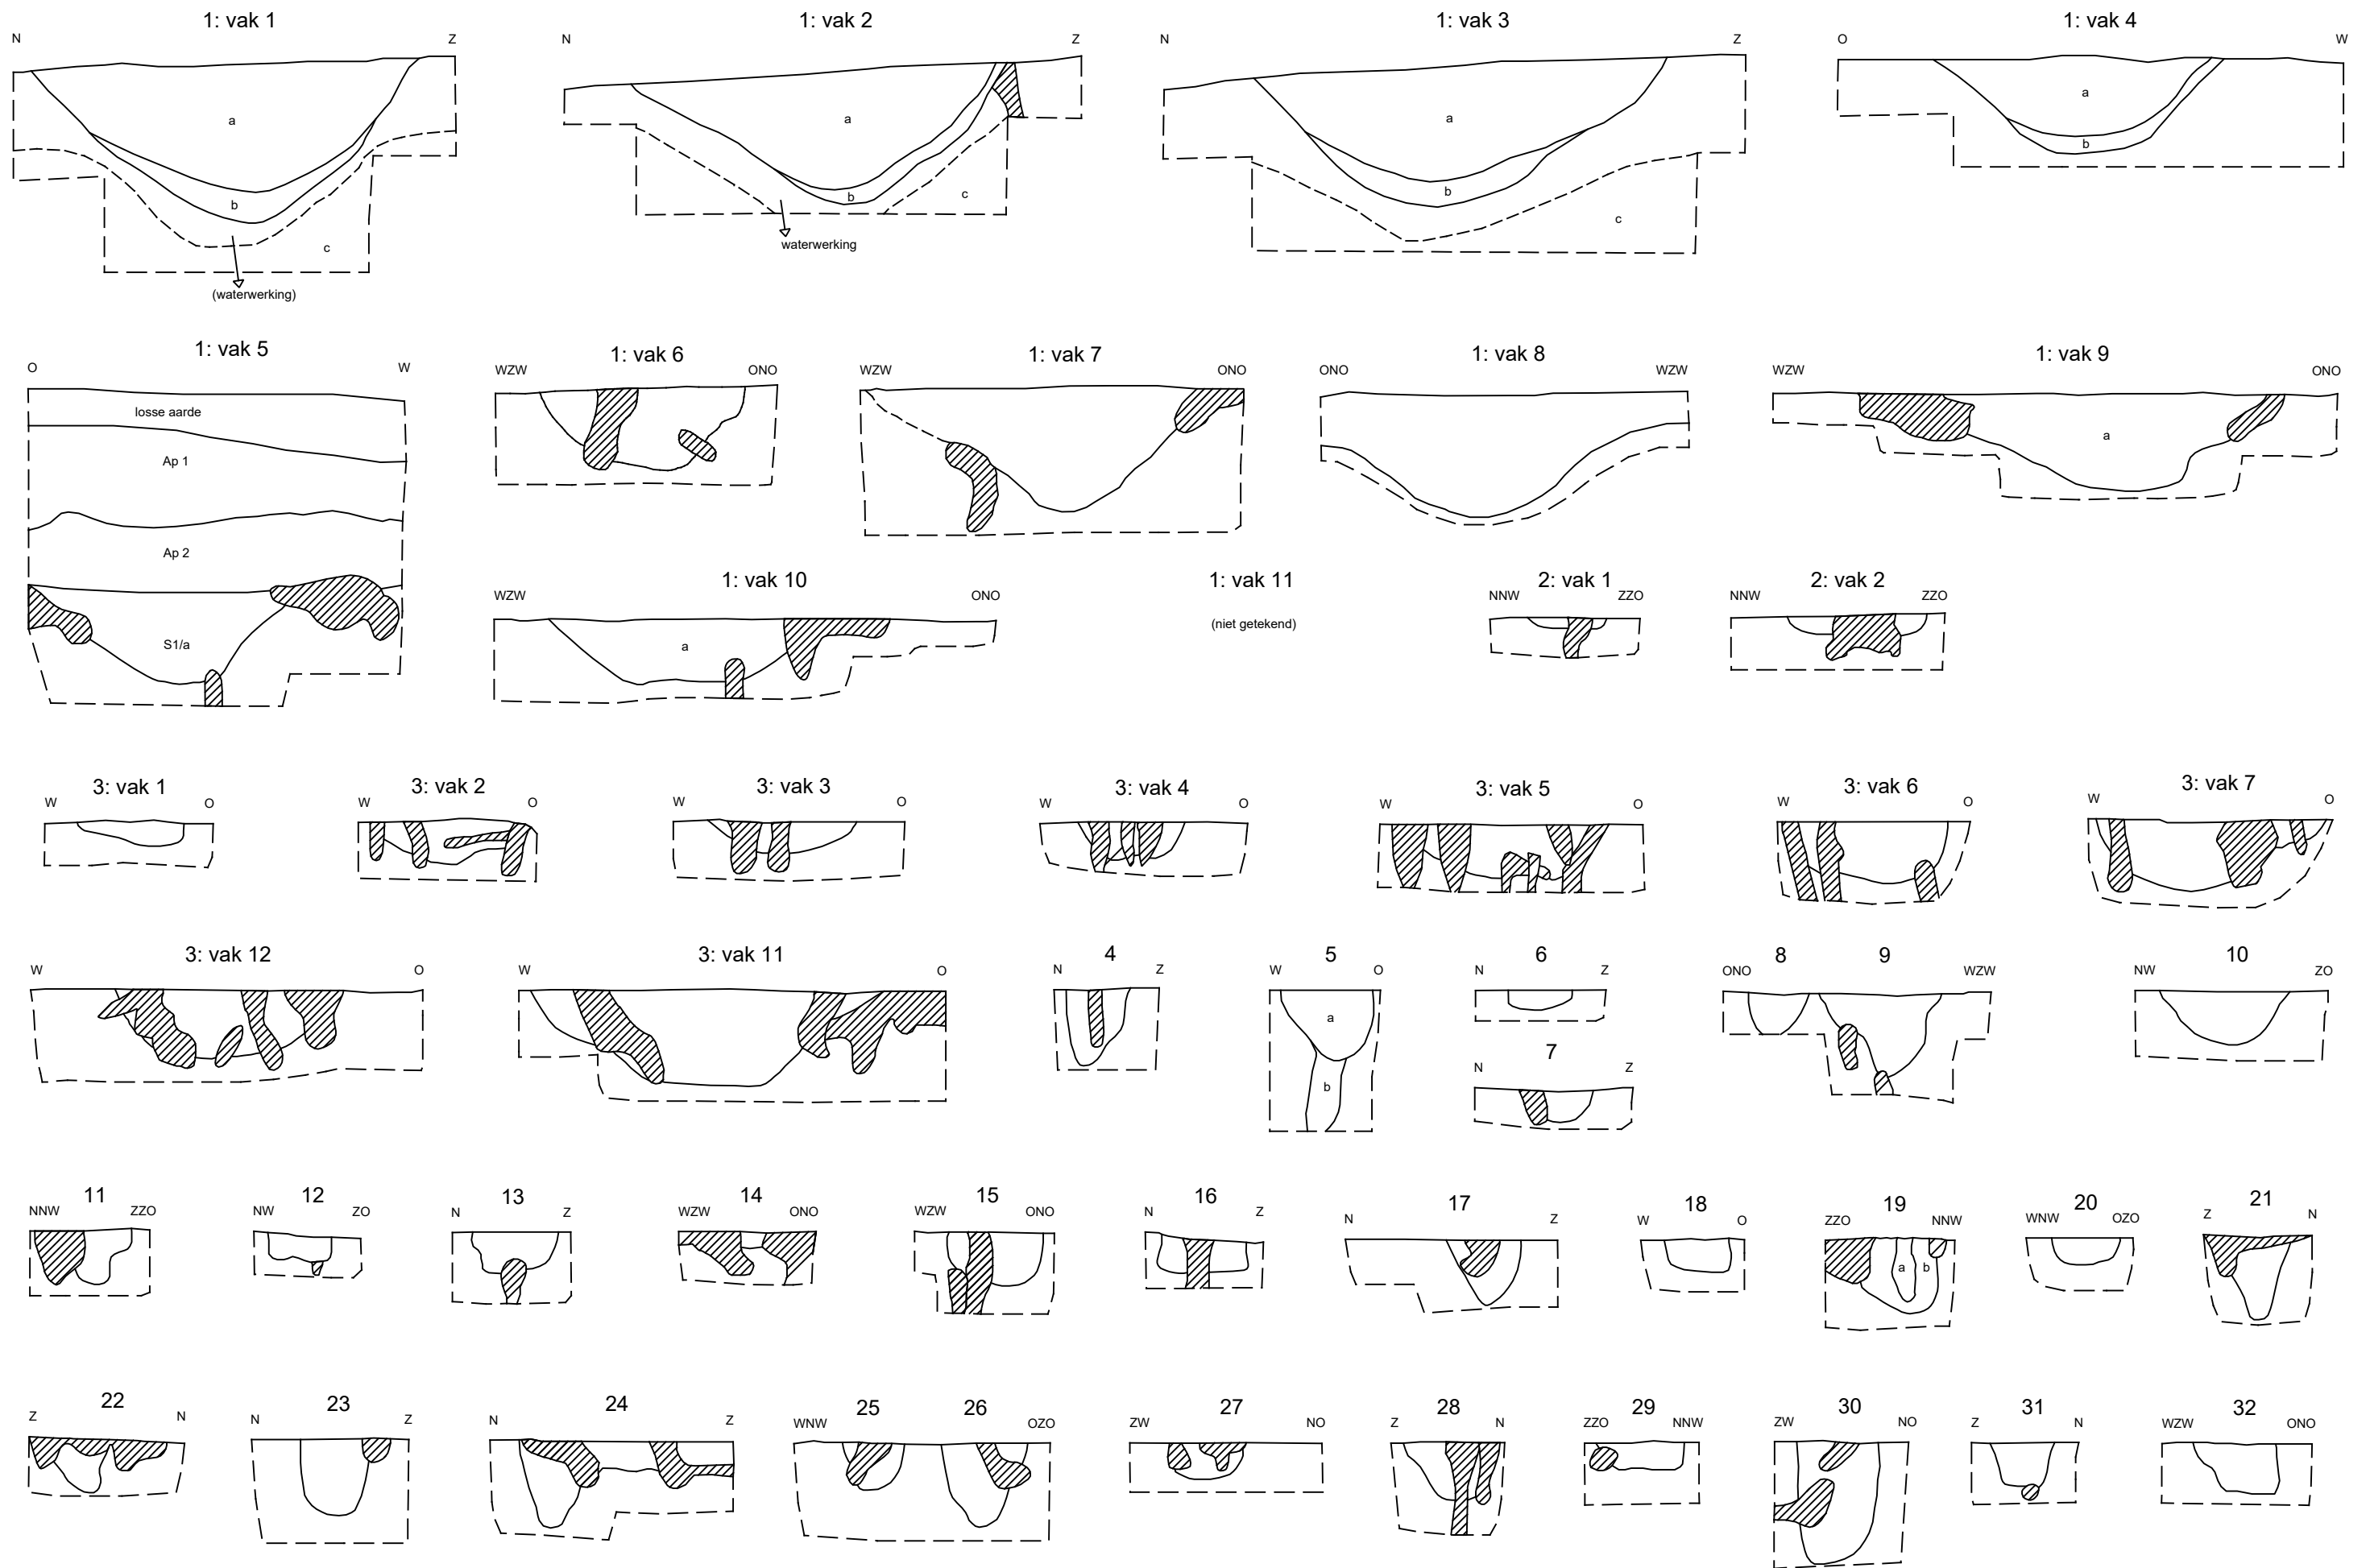 1: vak 1
1: vak 2
1: vak 3
1: vak 4
N Z
N Z
N Z
O W
a
a
a
a
b
b
b
b
c
c
c
waterwerking
(waterwerking)
1: vak 5
1: vak 6
1: vak 7
1: vak 8
1: vak 9
O W
WZW ONO
WZW ONO
ONO WZW
WZW ONO
losse aarde
Ap 1
a
Ap 2
S1/a
1: vak 10
1: vak 11
2: vak 1
2: vak 2
WZW ONO
(niet getekend)
NNW ZZO
NNW ZZO
a
3: vak 1
3: vak 2
3: vak 3
3: vak 4
3: vak 5
3: vak 6
3: vak 7
W O
W O
W O
W O
W O
W O
W O
3: vak 12
3: vak 11
4
5
6
8
9
10
W O
W O
N Z
W O
N Z
ONO WZW
NW ZO
a
b
7
N Z
11
12
13
14
15
16
17
18
19
20
21
NNW ZZO
NW ZO
N Z
WZW ONO
WZW ONO
N Z
N Z
W O
ZZO NNW
WNW OZO
Z N
a
b
22
23
24
25
26
27
28
29
30
31
32
Z N
N Z
N Z
WNW OZO
ZW NO
Z N
ZZO NNW
ZW NO
Z N
WZW ONO